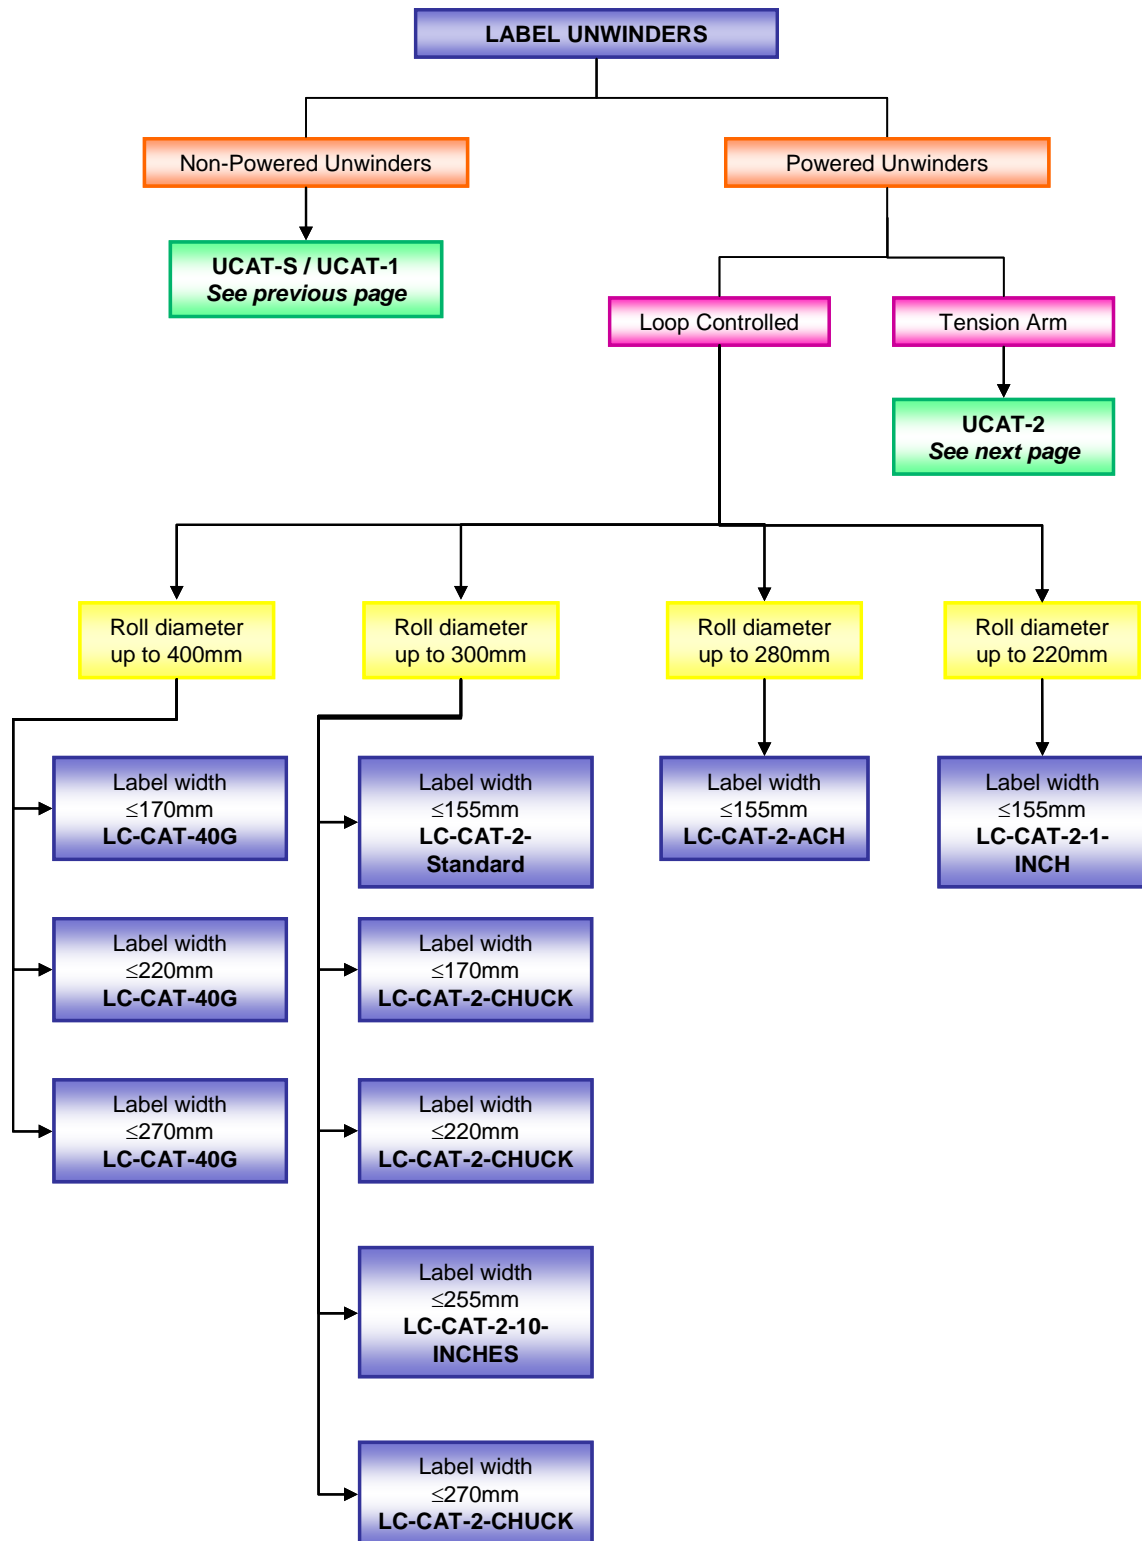 LABEL UNWINDERS
Non-Powered Unwinders
Powered Unwinders
UCAT-S / UCAT-1
See previous page
Loop Controlled
Tension Arm
UCAT-2
See next page
Roll diameter
up to 400mm
Roll diameter
up to 300mm
Roll diameter
up to 280mm
Roll diameter
up to 220mm
Label width
≤170mm
LC-CAT-40G
Label width
≤220mm
LC-CAT-40G
Label width
≤270mm
LC-CAT-40G
Label width
≤155mm
LC-CAT-2-
Standard
Label width
≤170mm
LC-CAT-2-CHUCK
Label width
≤220mm
LC-CAT-2-CHUCK
Label width
≤255mm
LC-CAT-2-10-
INCHES
Label width
≤270mm
LC-CAT-2-CHUCK
Label width
≤155mm
LC-CAT-2-ACH
Label width
≤155mm
LC-CAT-2-1-
INCH